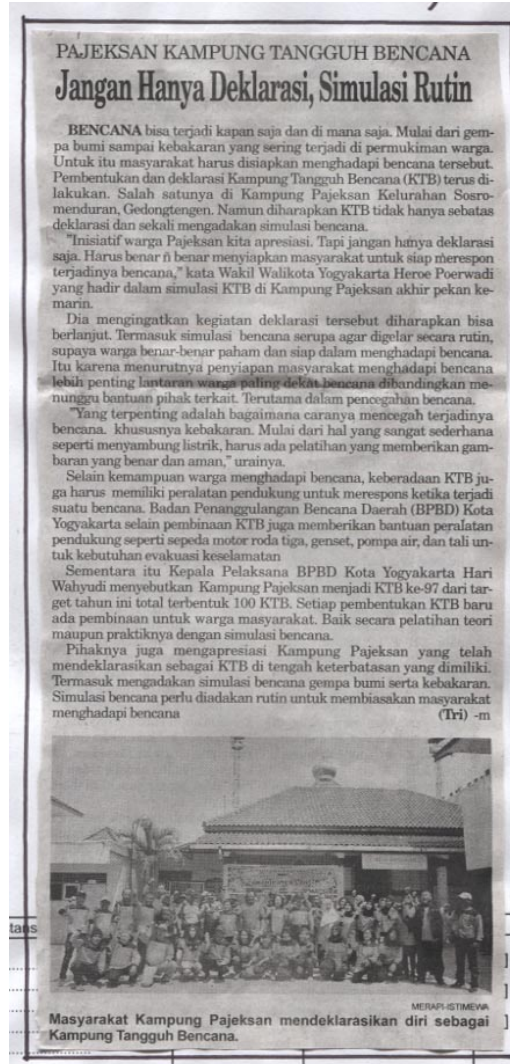 PAJEKSAN KAMPUNG TANGGUH BENCANA
Jangan Hanya Deklarasi, Simulasi Rutin
BENCANA bisa terjadi kapan saja dan di mana saja. Mulai dari gem-
pa bumi sampai kebakaran yang sering terjadi di permukiman warga.
Untuk itu masyarakat harus disiapkan menghadapi bencana tersebut.
Pembentukan dan deklarasi Kampung Tangguh Bencana (KTB) terus di-
lakukan. Salah satunya di Kampung Pajeksan Kelurahan Sosro-
menduran, Gedongtengen. Namun diharapkan KTB tidak hanya sebatas
deklarasi dan sekali mengadakan simulasi bencana.
"Inisiatif warga Pajeksan kita apresiasi. Tapi jangan hanya deklarasi
saja. Harus benar ñ benar menyiapkan masyarakat untuk siap merespon
terjadinya bencana," kata Wakil Walikota Yogyakarta Heroe Poerwadi
yang hadir dalam simulasi KTB di Kampung Pajeksan akhir pekan ke-
marin.
Dia mengingatkan kegiatan deklarasi tersebut diharapkan bisa
berlanjut. Termasuk simulasi bencana serupa agar digelar secara rutin,
supaya warga benar-benar paham dan siap dalam menghadapi bencana.
Itu karena menurutnya penyiapan masyarakat menghadapi bencana
lebih penting lantaran warga paling dekat bencana dibandingkan me-
nunggu bantuan pihak terkait. Terutama dalam pencegahan bencana.
"Yang terpenting adalah bagaimana caranya mencegah terjadinya
bencana. khususnya kebakaran. Mulai dari hal yang sangat sederhana
seperti menyambung listrik, harus ada pelatihan yang memberikan gam-
baran yang benar dan aman," urainya.
Selain kemampuan warga menghadapi bencana, keberadaan KTB ju-
ga harus memiliki peralatan pendukung untuk merespons ketika terjadi
suatu bencana. Badan Penanggulangan Bencana Daerah (BPBD) Kota
Yogyakarta selain pembinaan KTB juga memberikan bantuan peralatan
pendukung seperti sepeda motor roda tiga, genset, pompa air, dan tali un-
tuk kebutuhan evakuasi keselamatan
Sementara itu Kepala Pelaksana BPBD Kota Yogyakarta Hari
Wahyudi menyebutkan Kampung Pajeksan menjadi KTB ke-97 dari tar-
get tahun ini total terbentuk 100 KTB. Setiap pembentukan KTB baru
ada pembinaan untuk warga masyarakat. Baik secara pelatihan teori
maupun praktiknya dengan simulasi bencana.
Pihaknya juga mengapresiasi Kampung Pajeksan yang telah
mendeklarasikan sebagai KTB di tengah keterbatasan yang dimiliki.
Termasuk mengadakan simulasi bencana gempa bumi serta kebakaran.
Simulasi bencana perlu diadakan rutin untuk membiasakan masyarakat
menghadapi bencana (Tri) -m
MERAPI-ISTIMEWA
Masyarakat Kampung Pajeksan mendeklarasikan diri sebagai
Kampung Tangguh Bencana.